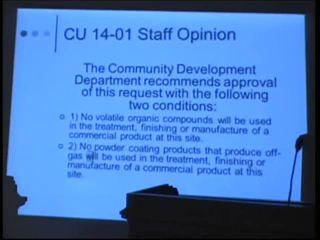 CU 14-01 Staff Opinion
The Community Development
Department recommends approval
of this request with the following
two conditions:
1) No volatile organic compounds will be used
in the treatment, finishing or manufacture of a
commercial product at this site.
2) No powder coating products that produce off-
gas will be used in the treatment, finishing or
manufacture of a commercial product at this
site.